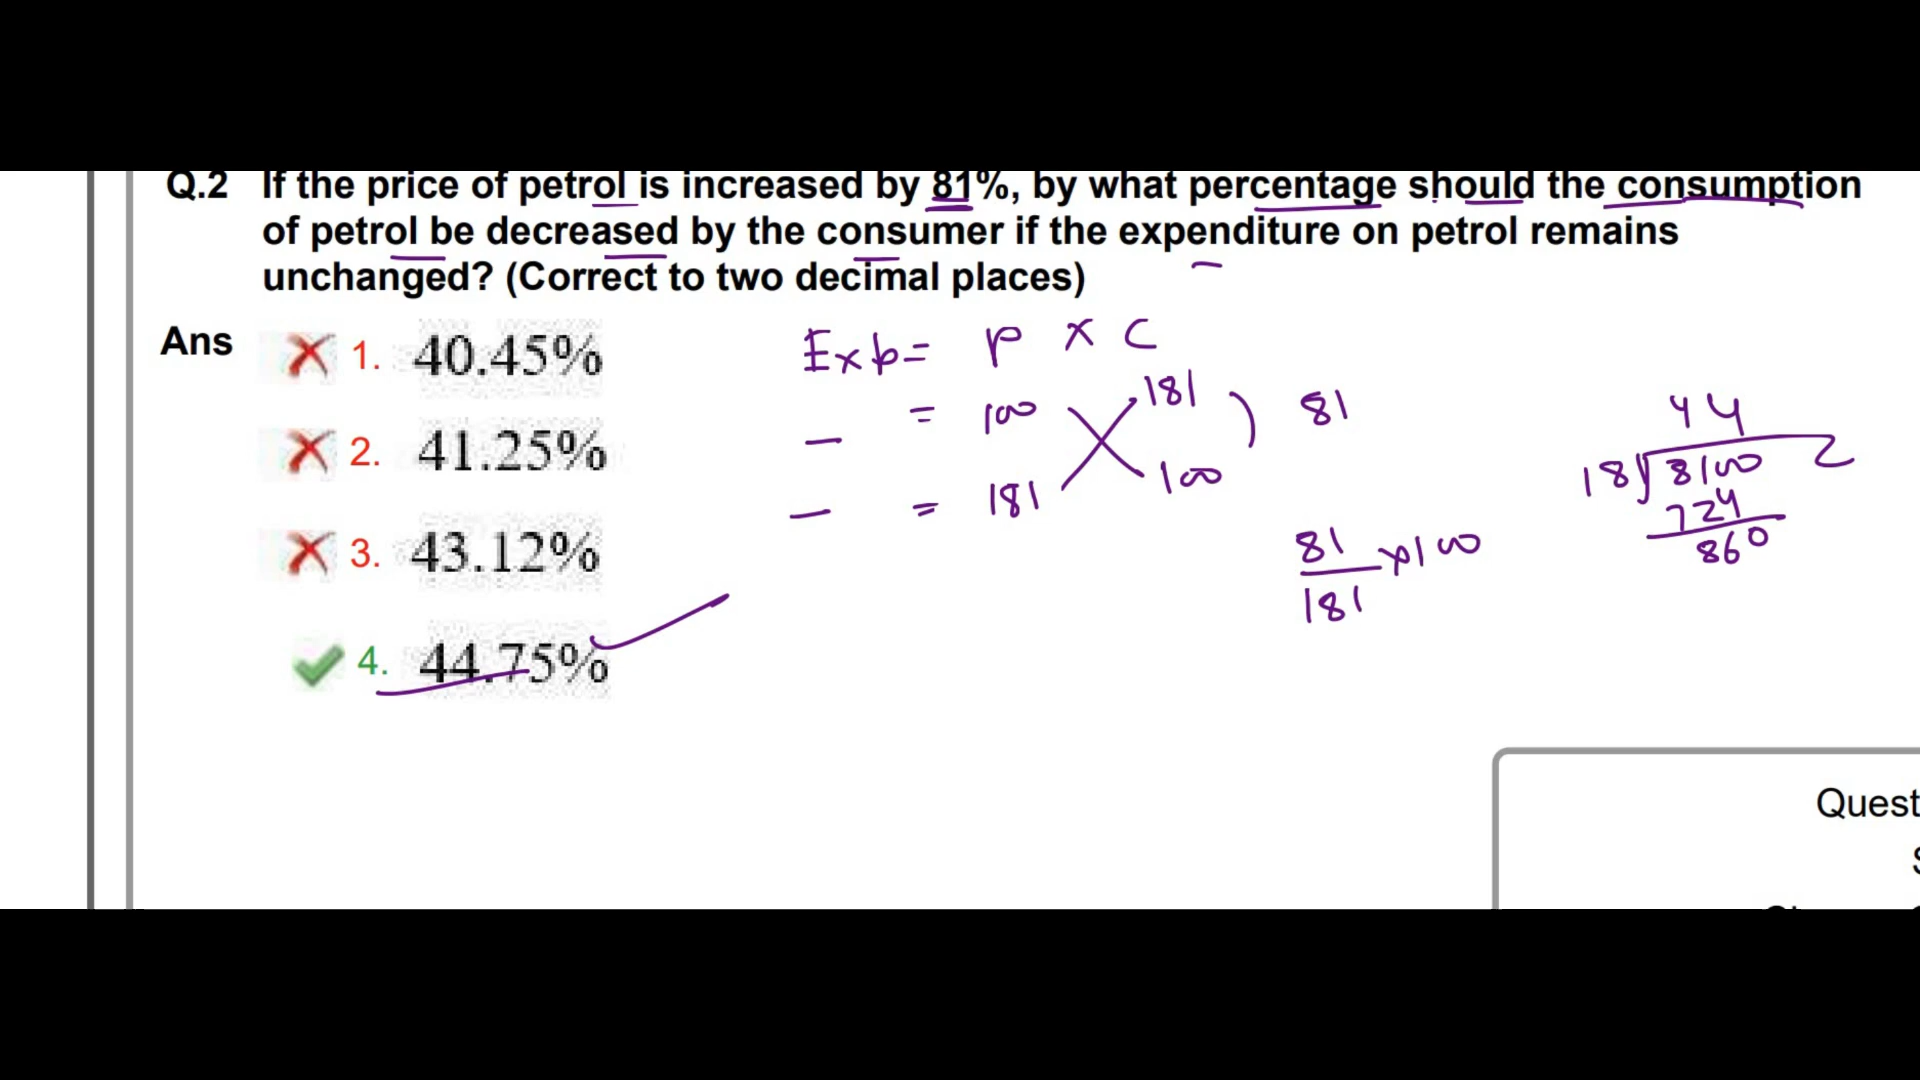 Q.2 If the price of petrol is increased by 81%, by what percentage should the consumption
of petrol be decreased by the consumer if the expenditure on petrol remains
unchanged? (Correct to two decimal places)
Ans
1. 40.45%
2. 41.25%
3. 43.12%
4. 44.75%
Exp = P × C
= 100 181 ) 81
= 181 100
81
181 ×100
44
181 8100
724
860
Quest